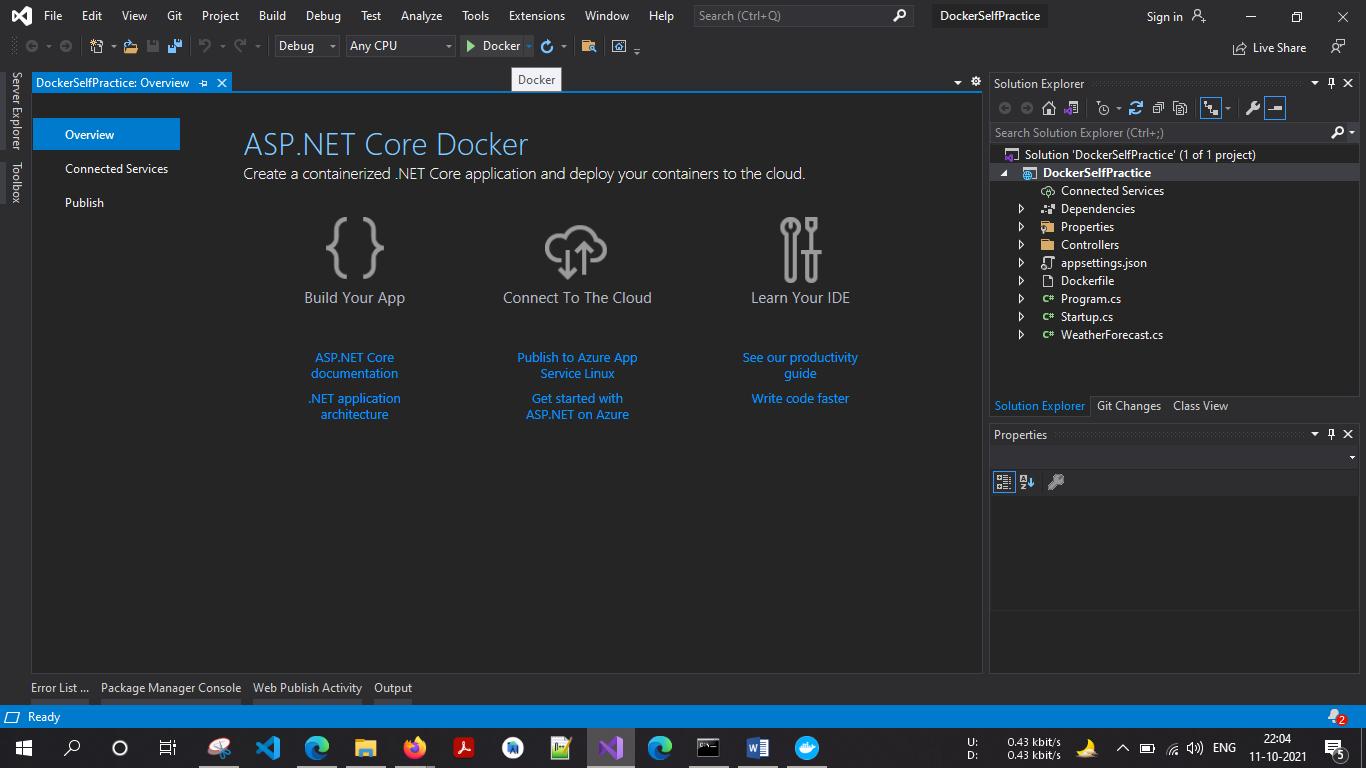 File Edit View Git Project Build Debug Test Analyze Tools Extensions Window Help Search (Ctrl+Q) DockerSelfPractice Sign in
Debug Any CPU Docker Live Share
Docker
Server Explorer
Toolbox
DockerSelfPractice: Overview
Overview
Connected Services
Publish
ASP.NET Core Docker
Create a containerized .NET Core application and deploy your containers to the cloud.
Build Your App
ASP.NET Core
documentation
.NET application
architecture
Connect To The Cloud
Publish to Azure App
Service Linux
Get started with
ASP.NET on Azure
Learn Your IDE
See our productivity
guide
Write code faster
Solution Explorer
Search Solution Explorer (Ctrl+;)
Solution 'DockerSelfPractice' (1 of 1 project)
DockerSelfPractice
Connected Services
Dependencies
Properties
Controllers
appsettings.json
Dockerfile
C# Program.cs
C# Startup.cs
C# WeatherForecast.cs
Solution Explorer Git Changes Class View
Properties
Error List ... Package Manager Console Web Publish Activity Output
Ready 2
U: 0.43 kbit/s
D: 0.43 kbit/s
ENG
22:04
11-10-2021
5